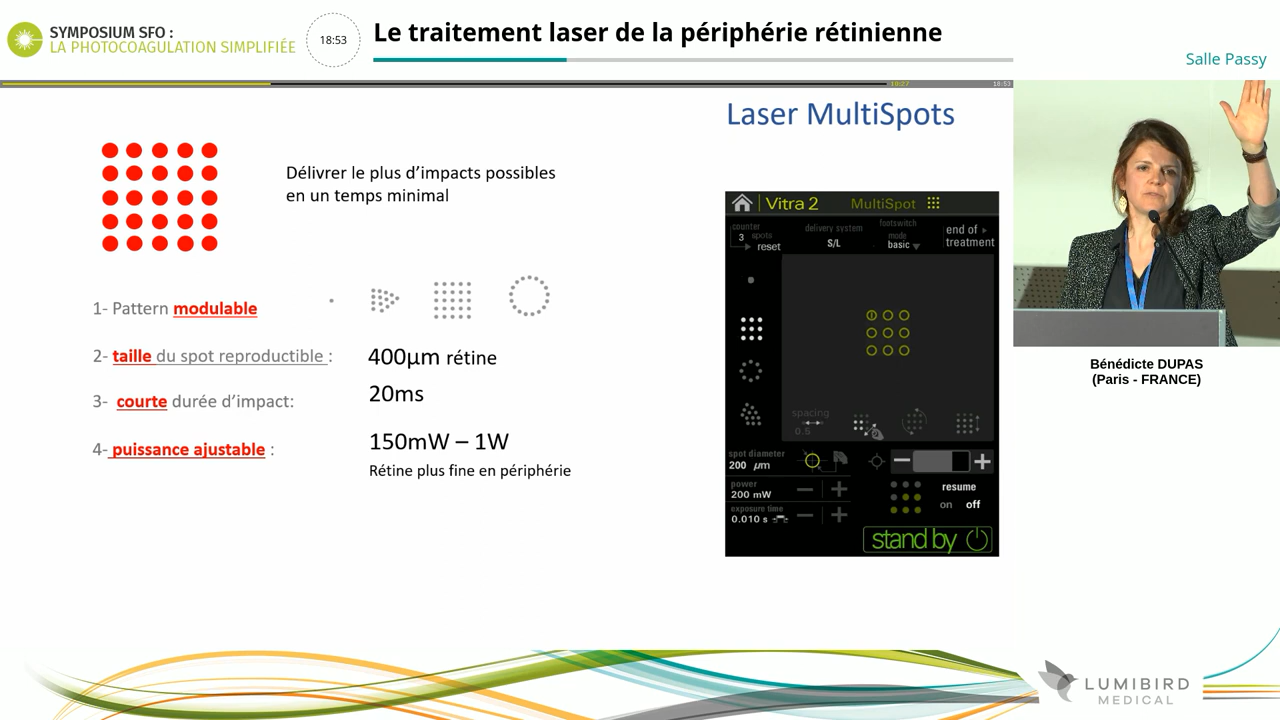 SYMPOSIUM SFO :
LA PHOTOCOAGULATION SIMPLIFIÉE
18:53
Le traitement laser de la périphérie rétinienne
Salle Passy
18:53
Laser MultiSpots
Délivrer le plus d'impacts possibles
en un temps minimal
1- Pattern modulable
2- taille du spot reproductible :
400µm rétine
3- courte durée d'impact:
20ms
4- puissance ajustable :
150mW – 1W
Rétine plus fine en périphérie
Vitra 2
MultiSpot
counter
3 spots
reset
delivery system
S/L
footswitch
mode
basic
end of
treatment
spacing
0.5
spot diameter
200 µm
power
200 mW
exposure time
0.010 s
resume
on off
stand by
Bénédicte DUPAS
(Paris - FRANCE)
LUMIBIRD
MEDICAL